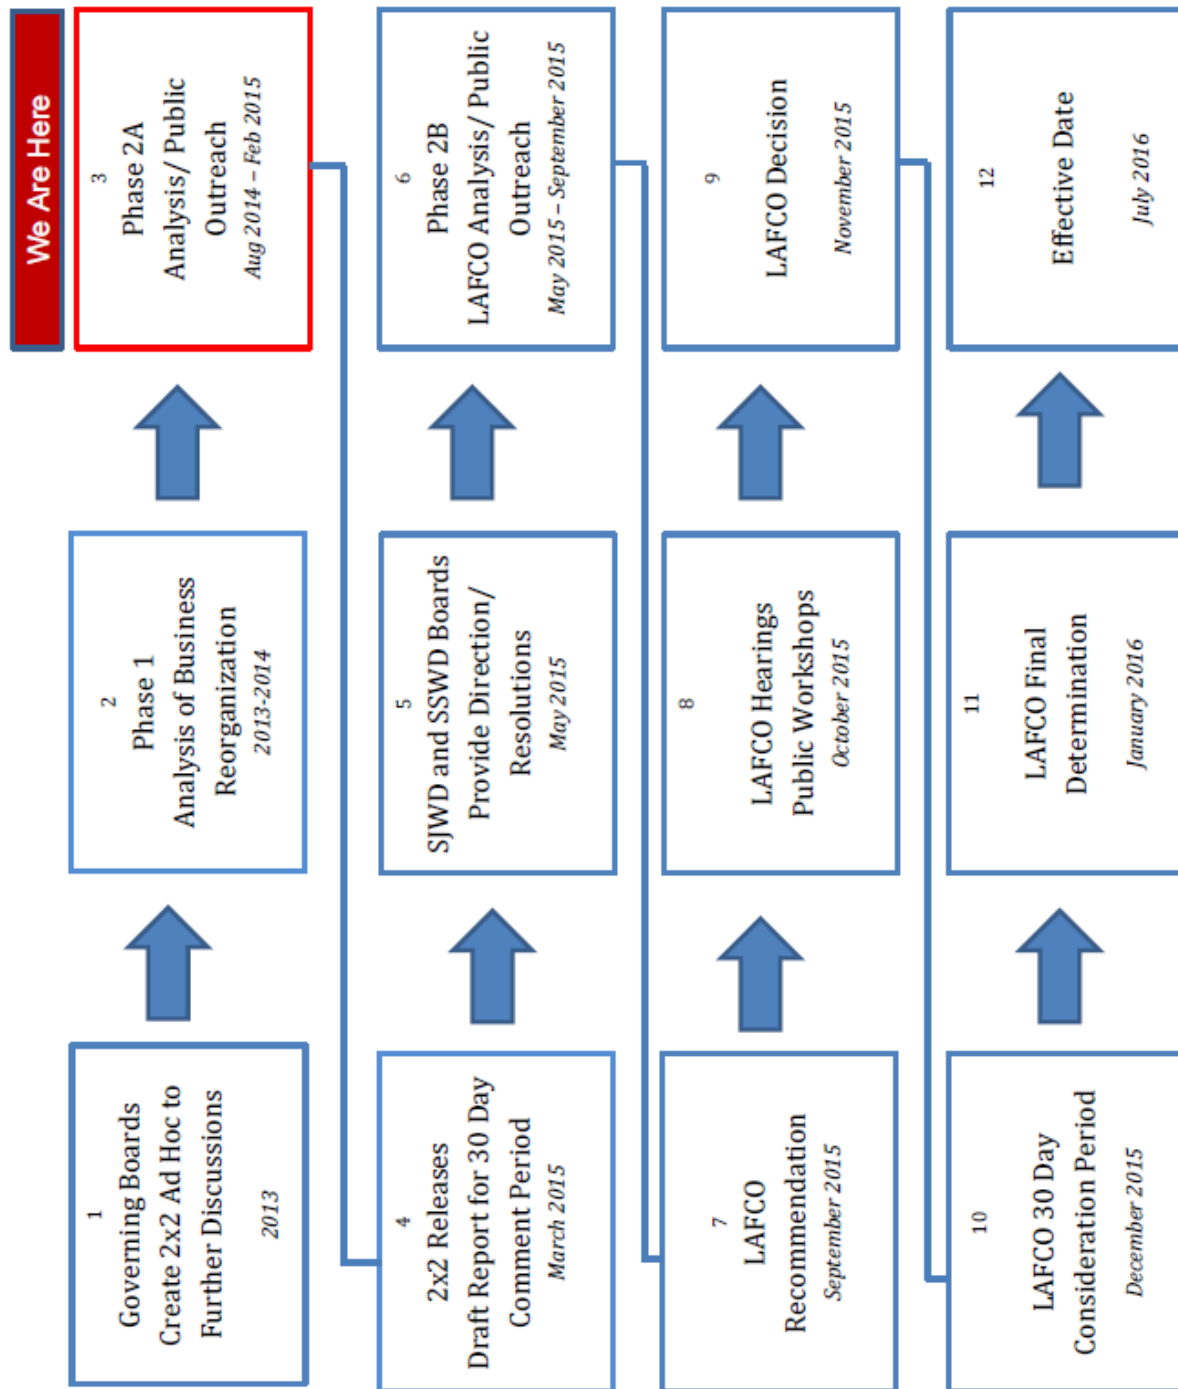 We Are Here
1
Governing Boards
Create 2x2 Ad Hoc to
Further Discussions
2013
2
Phase 1
Analysis of Business
Reorganization
2013-2014
3
Phase 2A
Analysis/ Public
Outreach
Aug 2014 – Feb 2015
4
2x2 Releases
Draft Report for 30 Day
Comment Period
March 2015
5
SJWD and SSWD Boards
Provide Direction/
Resolutions
May 2015
6
Phase 2B
LAFCO Analysis/ Public
Outreach
May 2015 – September 2015
7
LAFCO
Recommendation
September 2015
8
LAFCO Hearings
Public Workshops
October 2015
9
LAFCO Decision
November 2015
10
LAFCO 30 Day
Consideration Period
December 2015
11
LAFCO Final
Determination
January 2016
12
Effective Date
July 2016